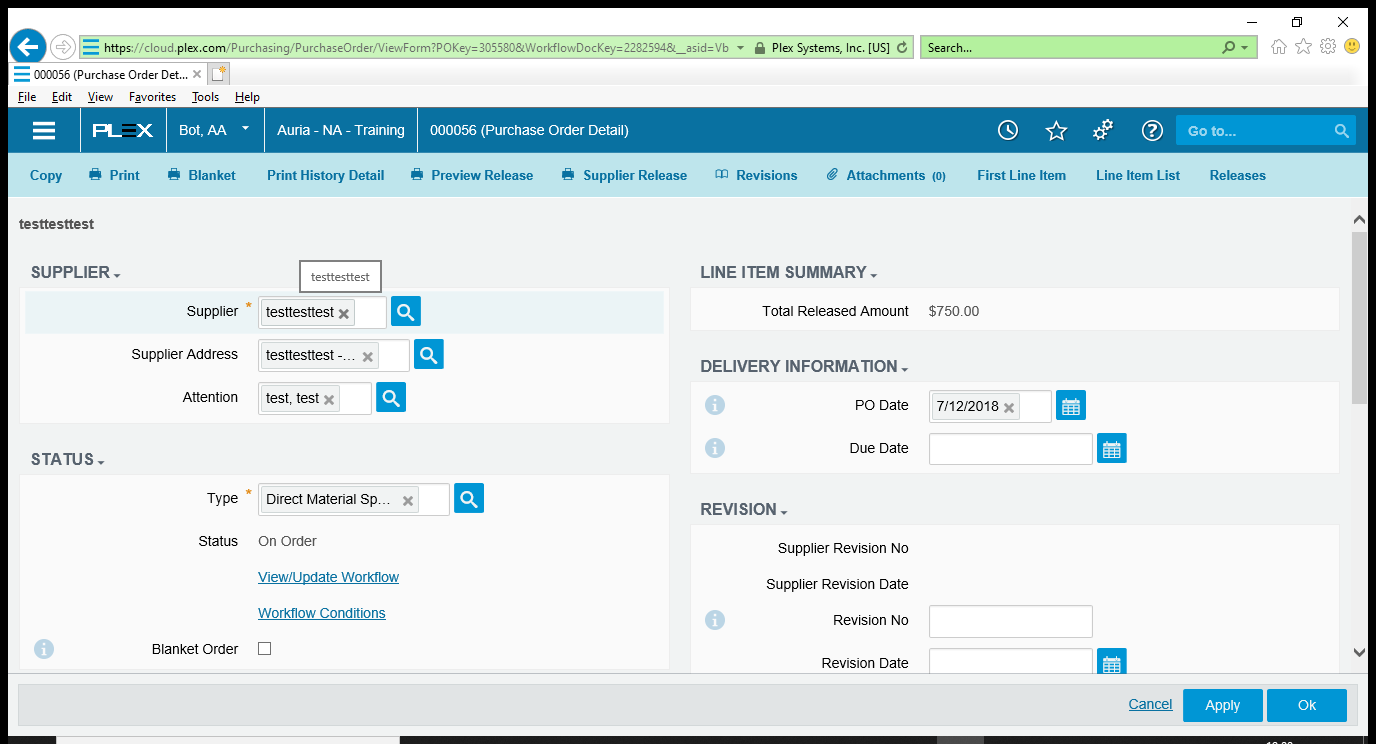 https://cloud.plex.com/Purchasing/PurchaseOrder/ViewForm?POKey=305580&WorkflowDocKey=2282594&__asid=Vb Plex Systems, Inc. [US] Search...
000056 (Purchase Order Det...
File Edit View Favorites Tools Help
PLEX Bot, AA Auria - NA - Training 000056 (Purchase Order Detail) Go to...
Copy Print Blanket Print History Detail Preview Release Supplier Release Revisions Attachments (0) First Line Item Line Item List Releases
testtesttest
SUPPLIER
testtesttest
Supplier * testtesttest
Supplier Address testtesttest -...
Attention test, test
STATUS
Type * Direct Material Sp...
Status On Order
View/Update Workflow
Workflow Conditions
Blanket Order
LINE ITEM SUMMARY
Total Released Amount $750.00
DELIVERY INFORMATION
PO Date 7/12/2018
Due Date
REVISION
Supplier Revision No
Supplier Revision Date
Revision No
Revision Date
Cancel Apply Ok